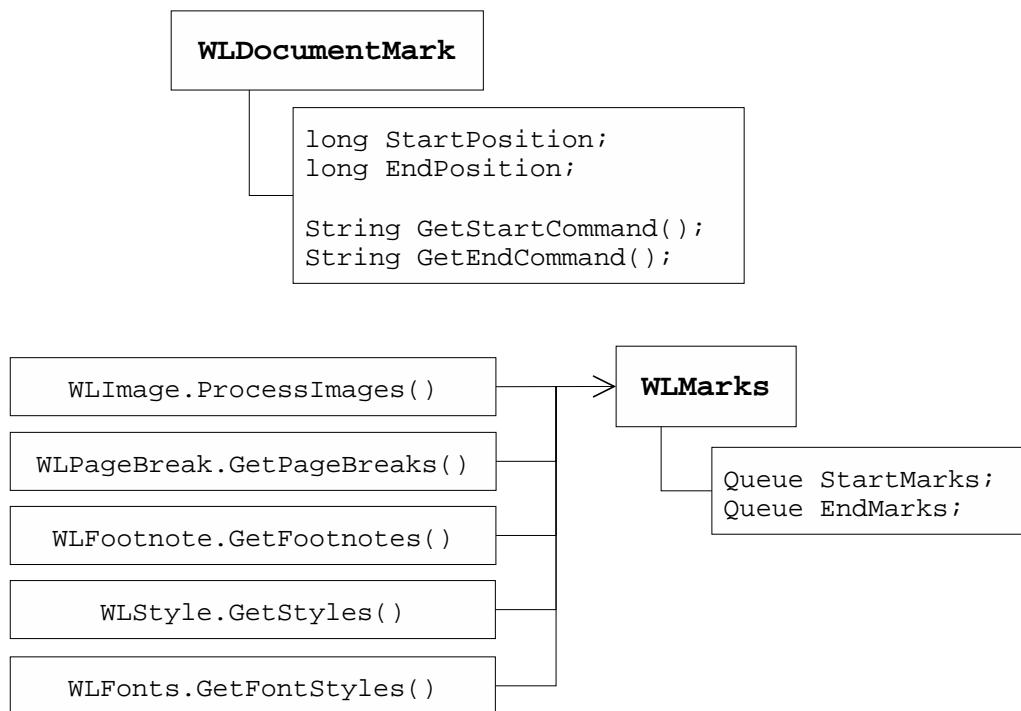 WLDocumentMark
long StartPosition;
long EndPosition;
String GetStartCommand();
String GetEndCommand();
WLImage.ProcessImages()
WLPageBreak.GetPageBreaks()
WLFootnote.GetFootnotes()
WLStyle.GetStyles()
WLFonts.GetFontStyles()
WLMarks
Queue StartMarks;
Queue EndMarks;